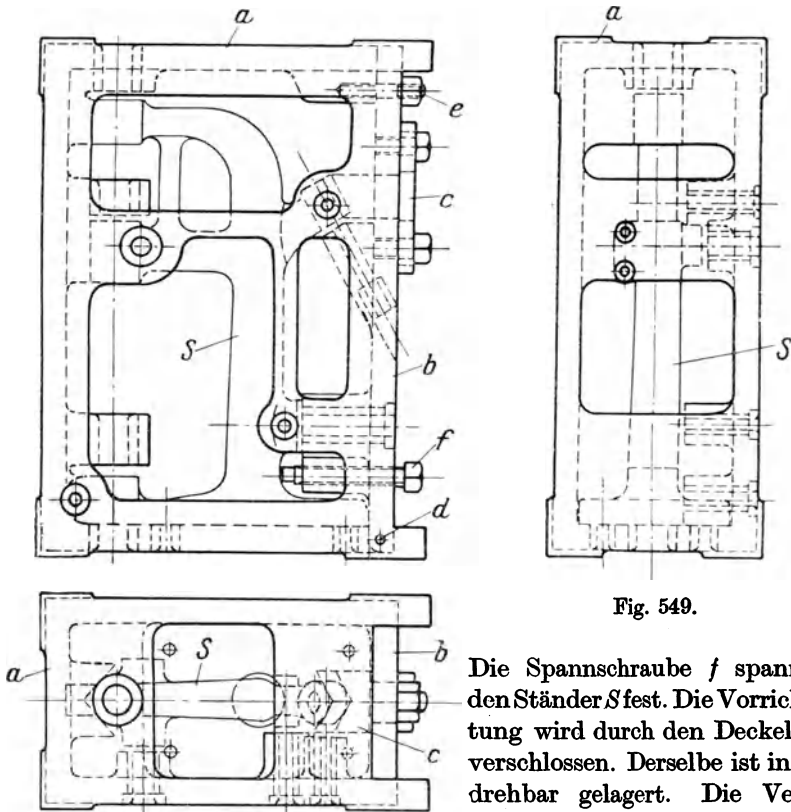 a
e
c
S
b
f
d
a
S
Fig. 549.
a
S
b
c
Die Spannschraube f spann
den Ständer S fest. Die Vorrich
tung wird durch den Deckel
verschlossen. Derselbe ist in
drehbar gelagert. Die Ve